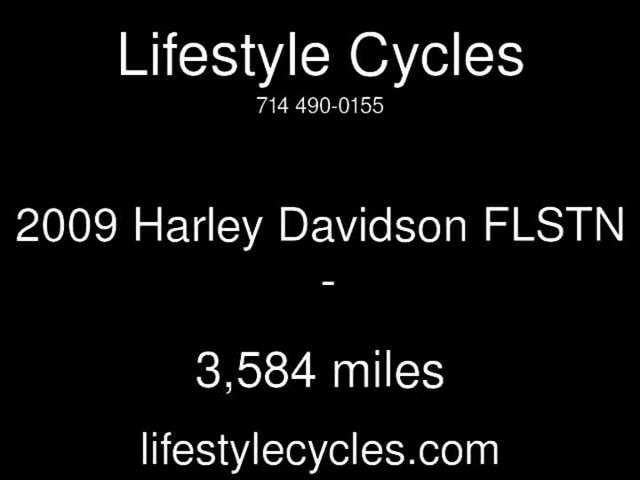 Lifestyle Cycles
714 490-0155
2009 Harley Davidson FLSTN
-
3,584 miles
lifestylecycles.com